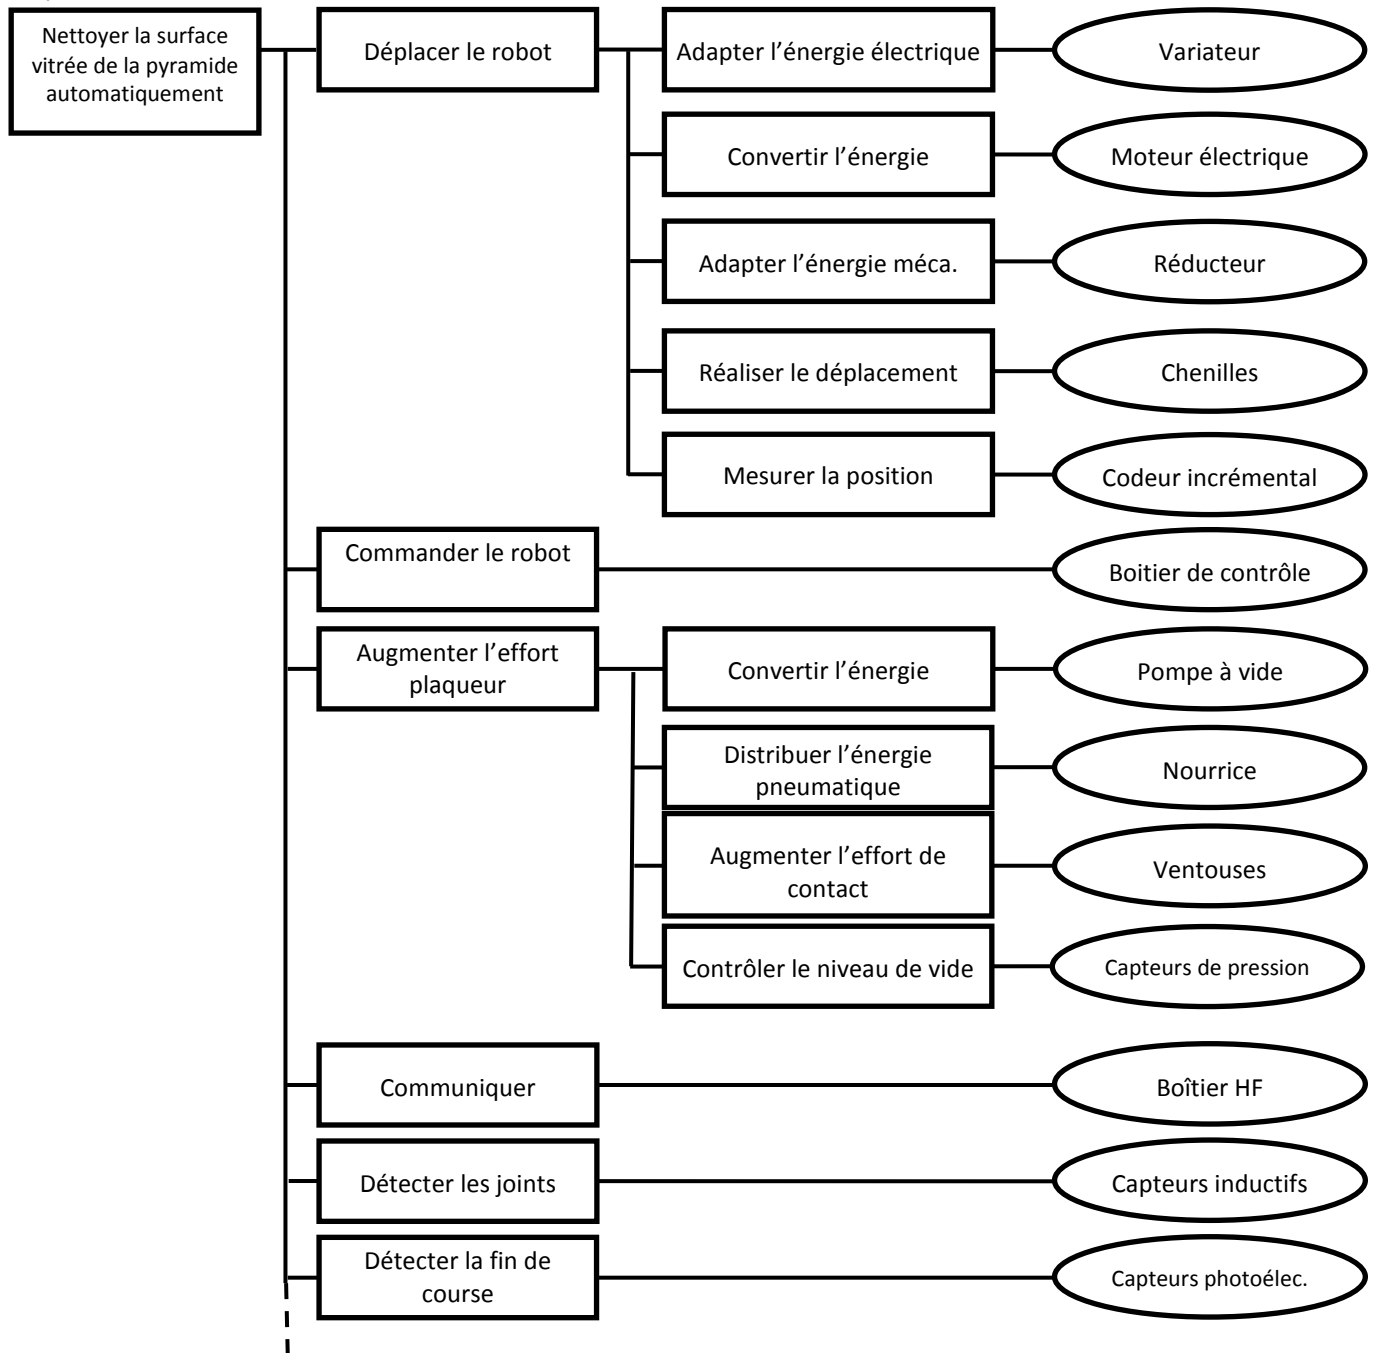 Nettoyer la surface
vitrée de la pyramide
automatiquement
Déplacer le robot
Adapter l’énergie électrique
Variateur
Convertir l’énergie
Moteur électrique
Adapter l’énergie méca.
Réducteur
Réaliser le déplacement
Chenilles
Mesurer la position
Codeur incrémental
Commander le robot
Boitier de contrôle
Augmenter l’effort
plaqueur
Convertir l’énergie
Pompe à vide
Distribuer l’énergie
pneumatique
Nourrice
Augmenter l’effort de
contact
Ventouses
Contrôler le niveau de vide
Capteurs de pression
Communiquer
Boîtier HF
Détecter les joints
Capteurs inductifs
Détecter la fin de
course
Capteurs photoélec.